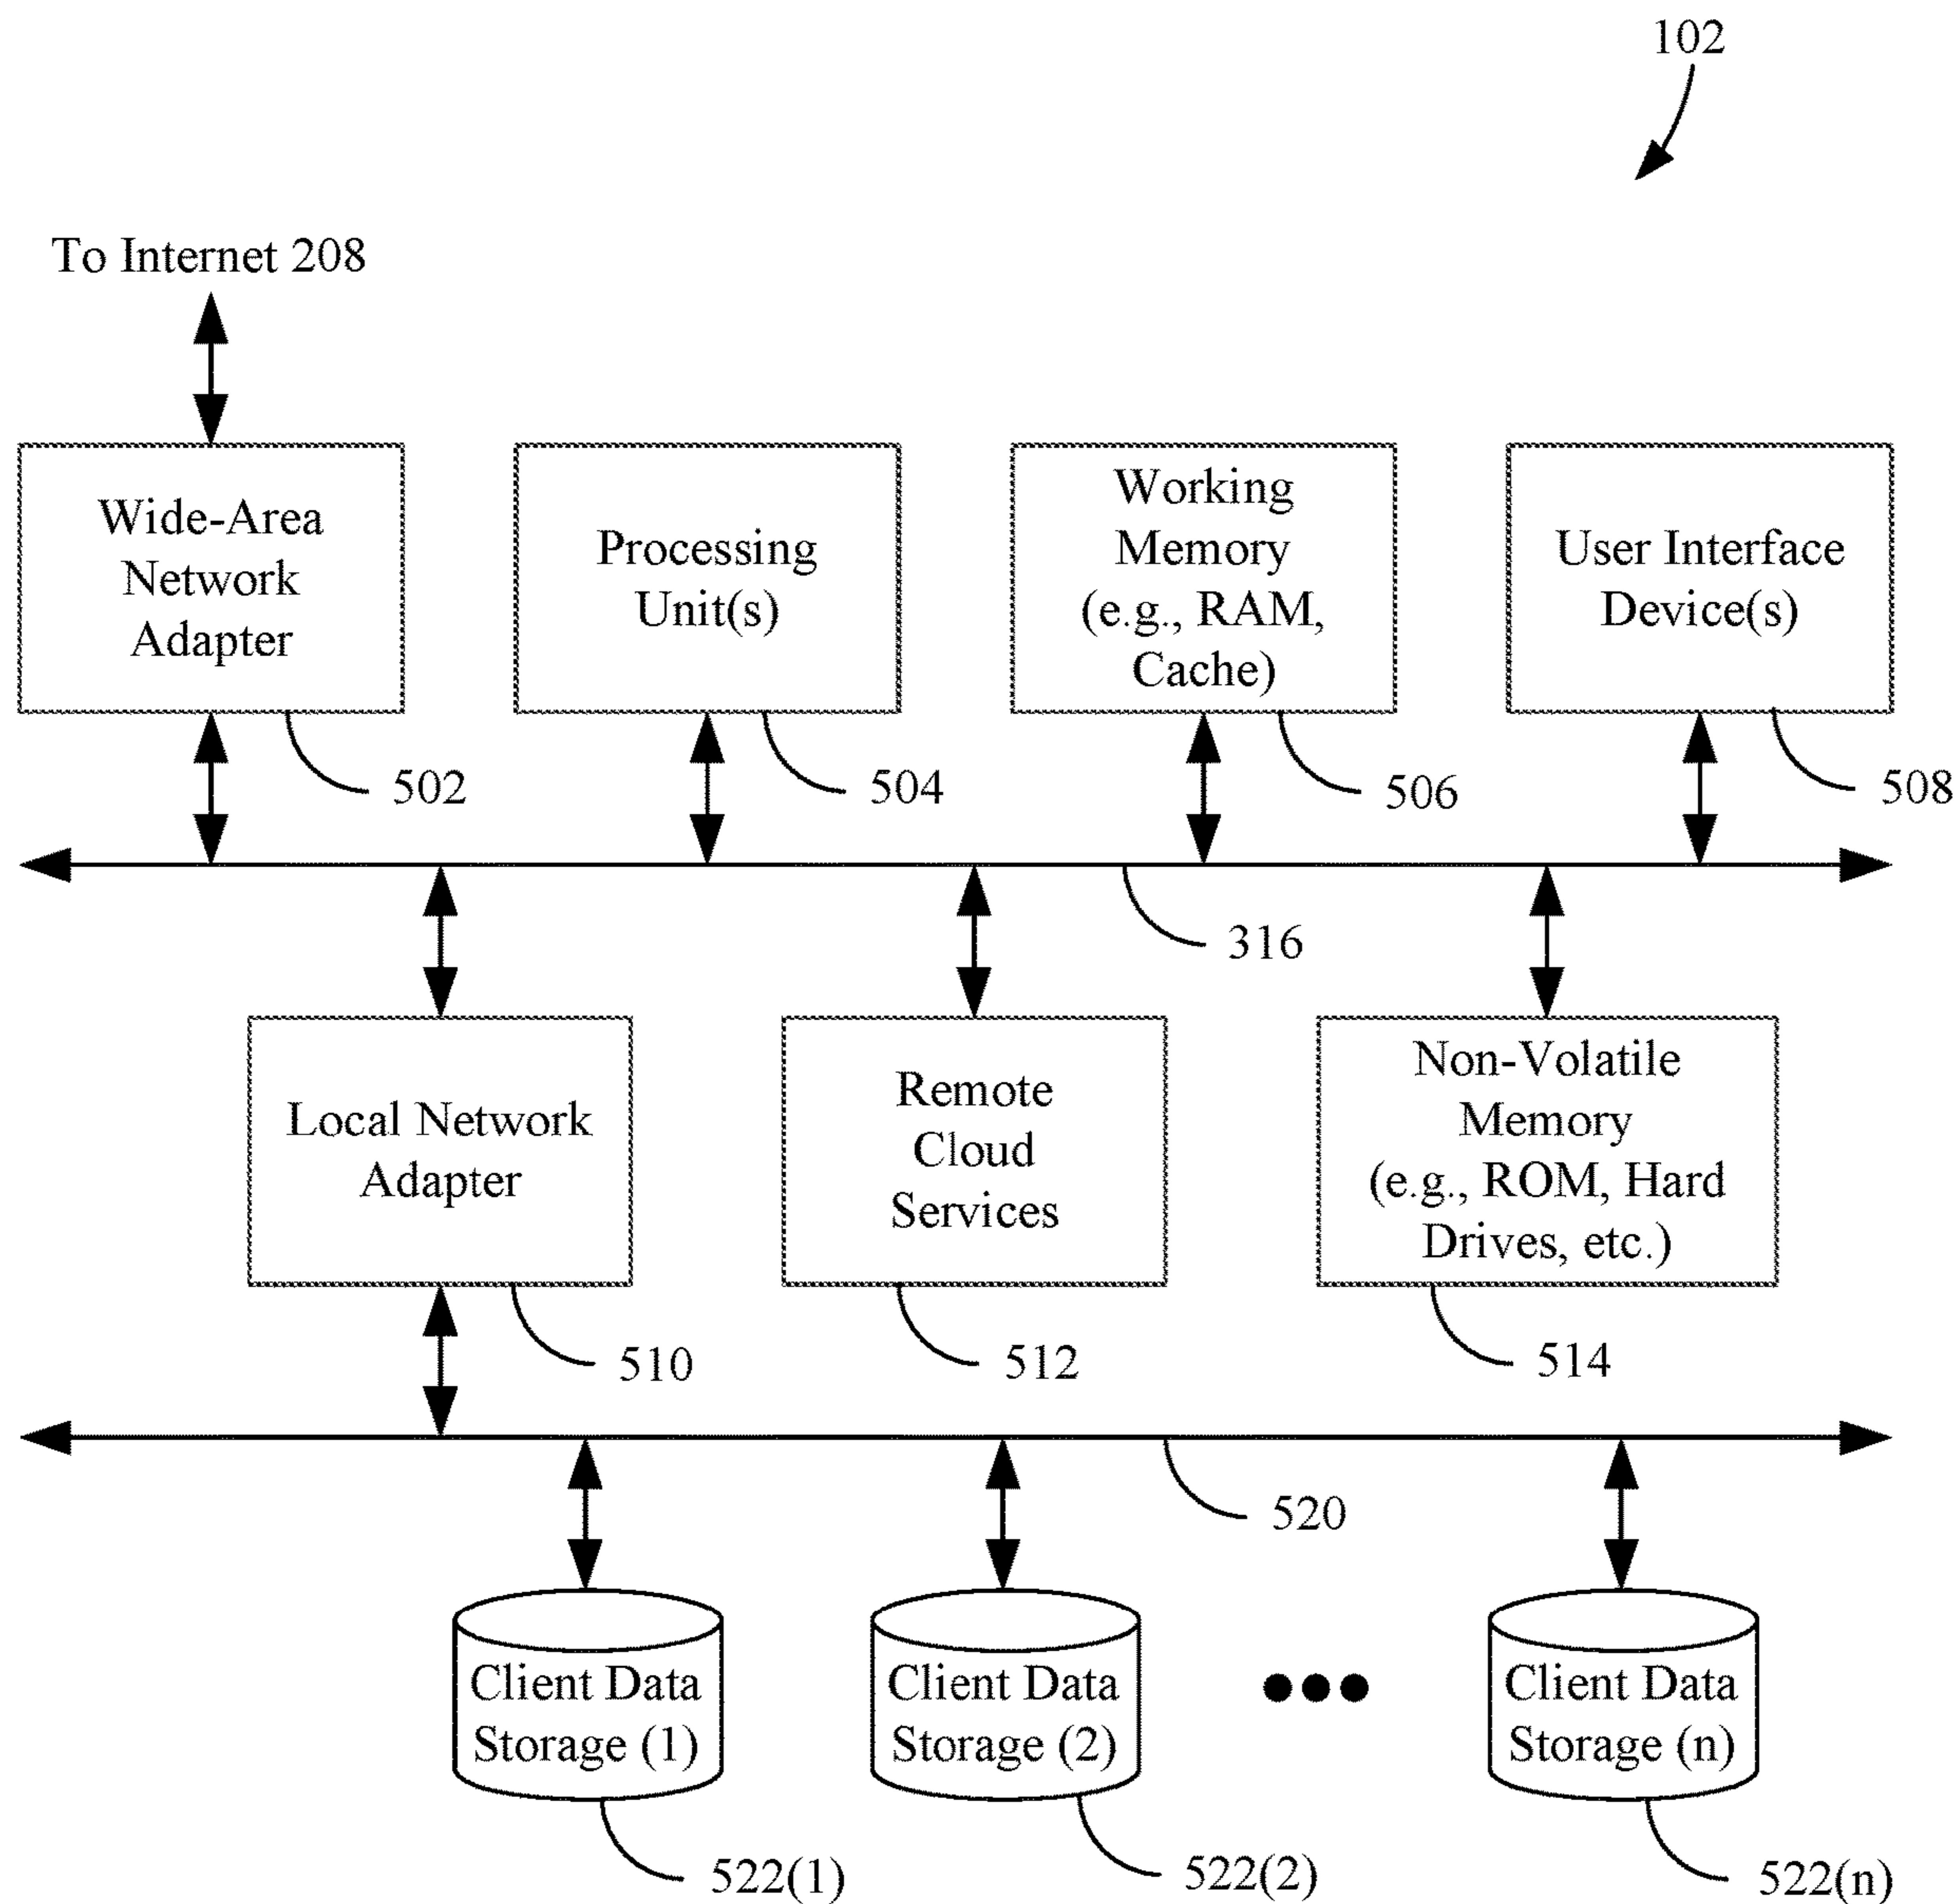 102
To Internet 208
Wide-Area
Network
Adapter
Processing
Unit(s)
Working
Memory
(e.g., RAM,
Cache)
User Interface
Device(s)
502
504
506
508
316
Local Network
Adapter
Remote
Cloud
Services
Non-Volatile
Memory
(e.g., ROM, Hard
Drives, etc.)
510
512
514
520
Client Data
Storage (1)
Client Data
Storage (2)
Client Data
Storage (n)
522(1)
522(2)
522(n)